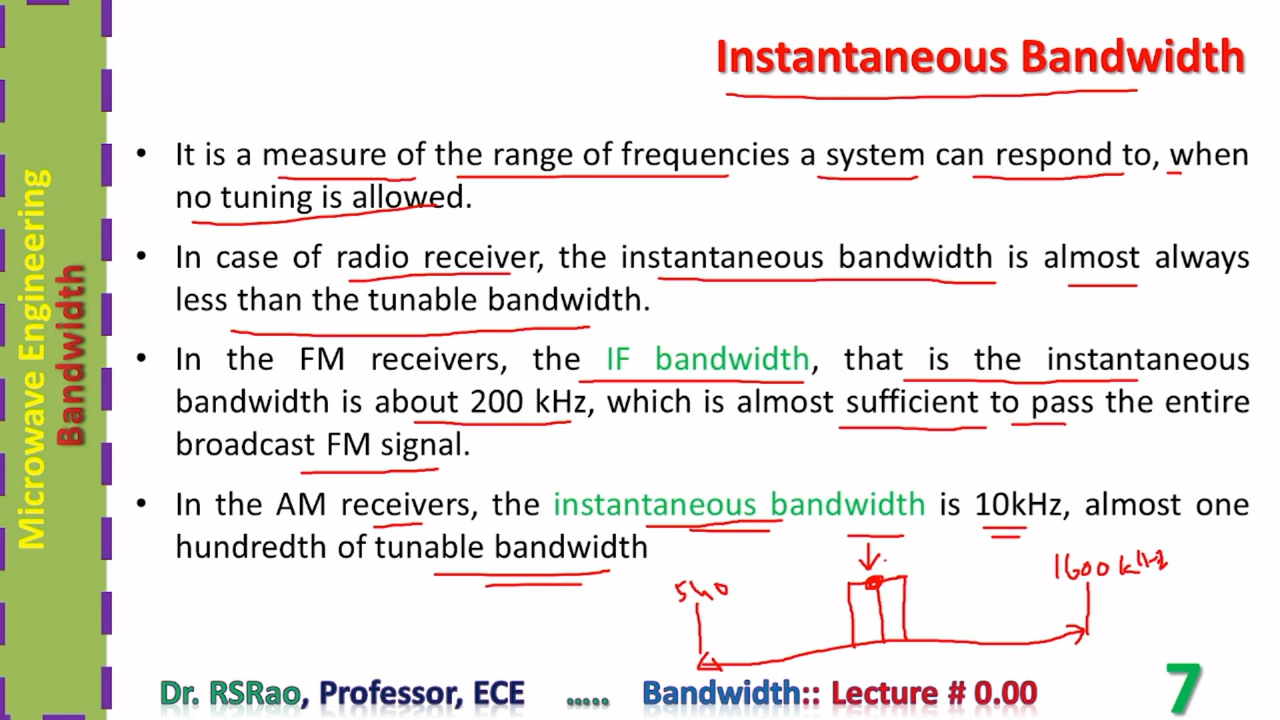 Instantaneous Bandwidth
• It is a measure of the range of frequencies a system can respond to, when
no tuning is allowed.
• In case of radio receiver, the instantaneous bandwidth is almost always
less than the tunable bandwidth.
• In the FM receivers, the IF bandwidth, that is the instantaneous
bandwidth is about 200 kHz, which is almost sufficient to pass the entire
broadcast FM signal.
• In the AM receivers, the instantaneous bandwidth is 10kHz, almost one
hundredth of tunable bandwidth
540
1600 kHz
Microwave Engineering
Bandwidth
Dr. RSRao, Professor, ECE ..... Bandwidth:: Lecture # 0.00
7